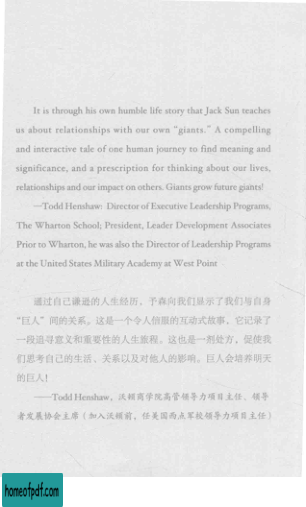 It is through his own humble life story that Jack Sun teaches
us about relationships with our own “giants.” A compelling
and interactive tale of one human journey to find meaning and
significance, and a prescription for thinking about our lives,
relationships and our impact on others. Giants grow future giants!
—Todd Henshaw: Director of Executive Leadership Programs,
The Wharton School; President, Leader Development Associates
Prior to Wharton, he was also the Director of Leadership Programs
at the United States Military Academy at West Point
通过自己谦逊的人生经历，予森向我们显示了我们与自身
“巨人”间的关系。这是一个令人信服的互动式故事，它记录了
一段追寻意义和重要性的人生旅程。这也是一剂处方，促使我
们思考自己的生活、关系以及对他人的影响。巨人会培养明天
的巨人！
——Todd Henshaw，沃顿商学院高管领导力项目主任、领导
者发展协会主席（加入沃顿前，任美国西点军校领导力项目主任）
homeofpdf.com